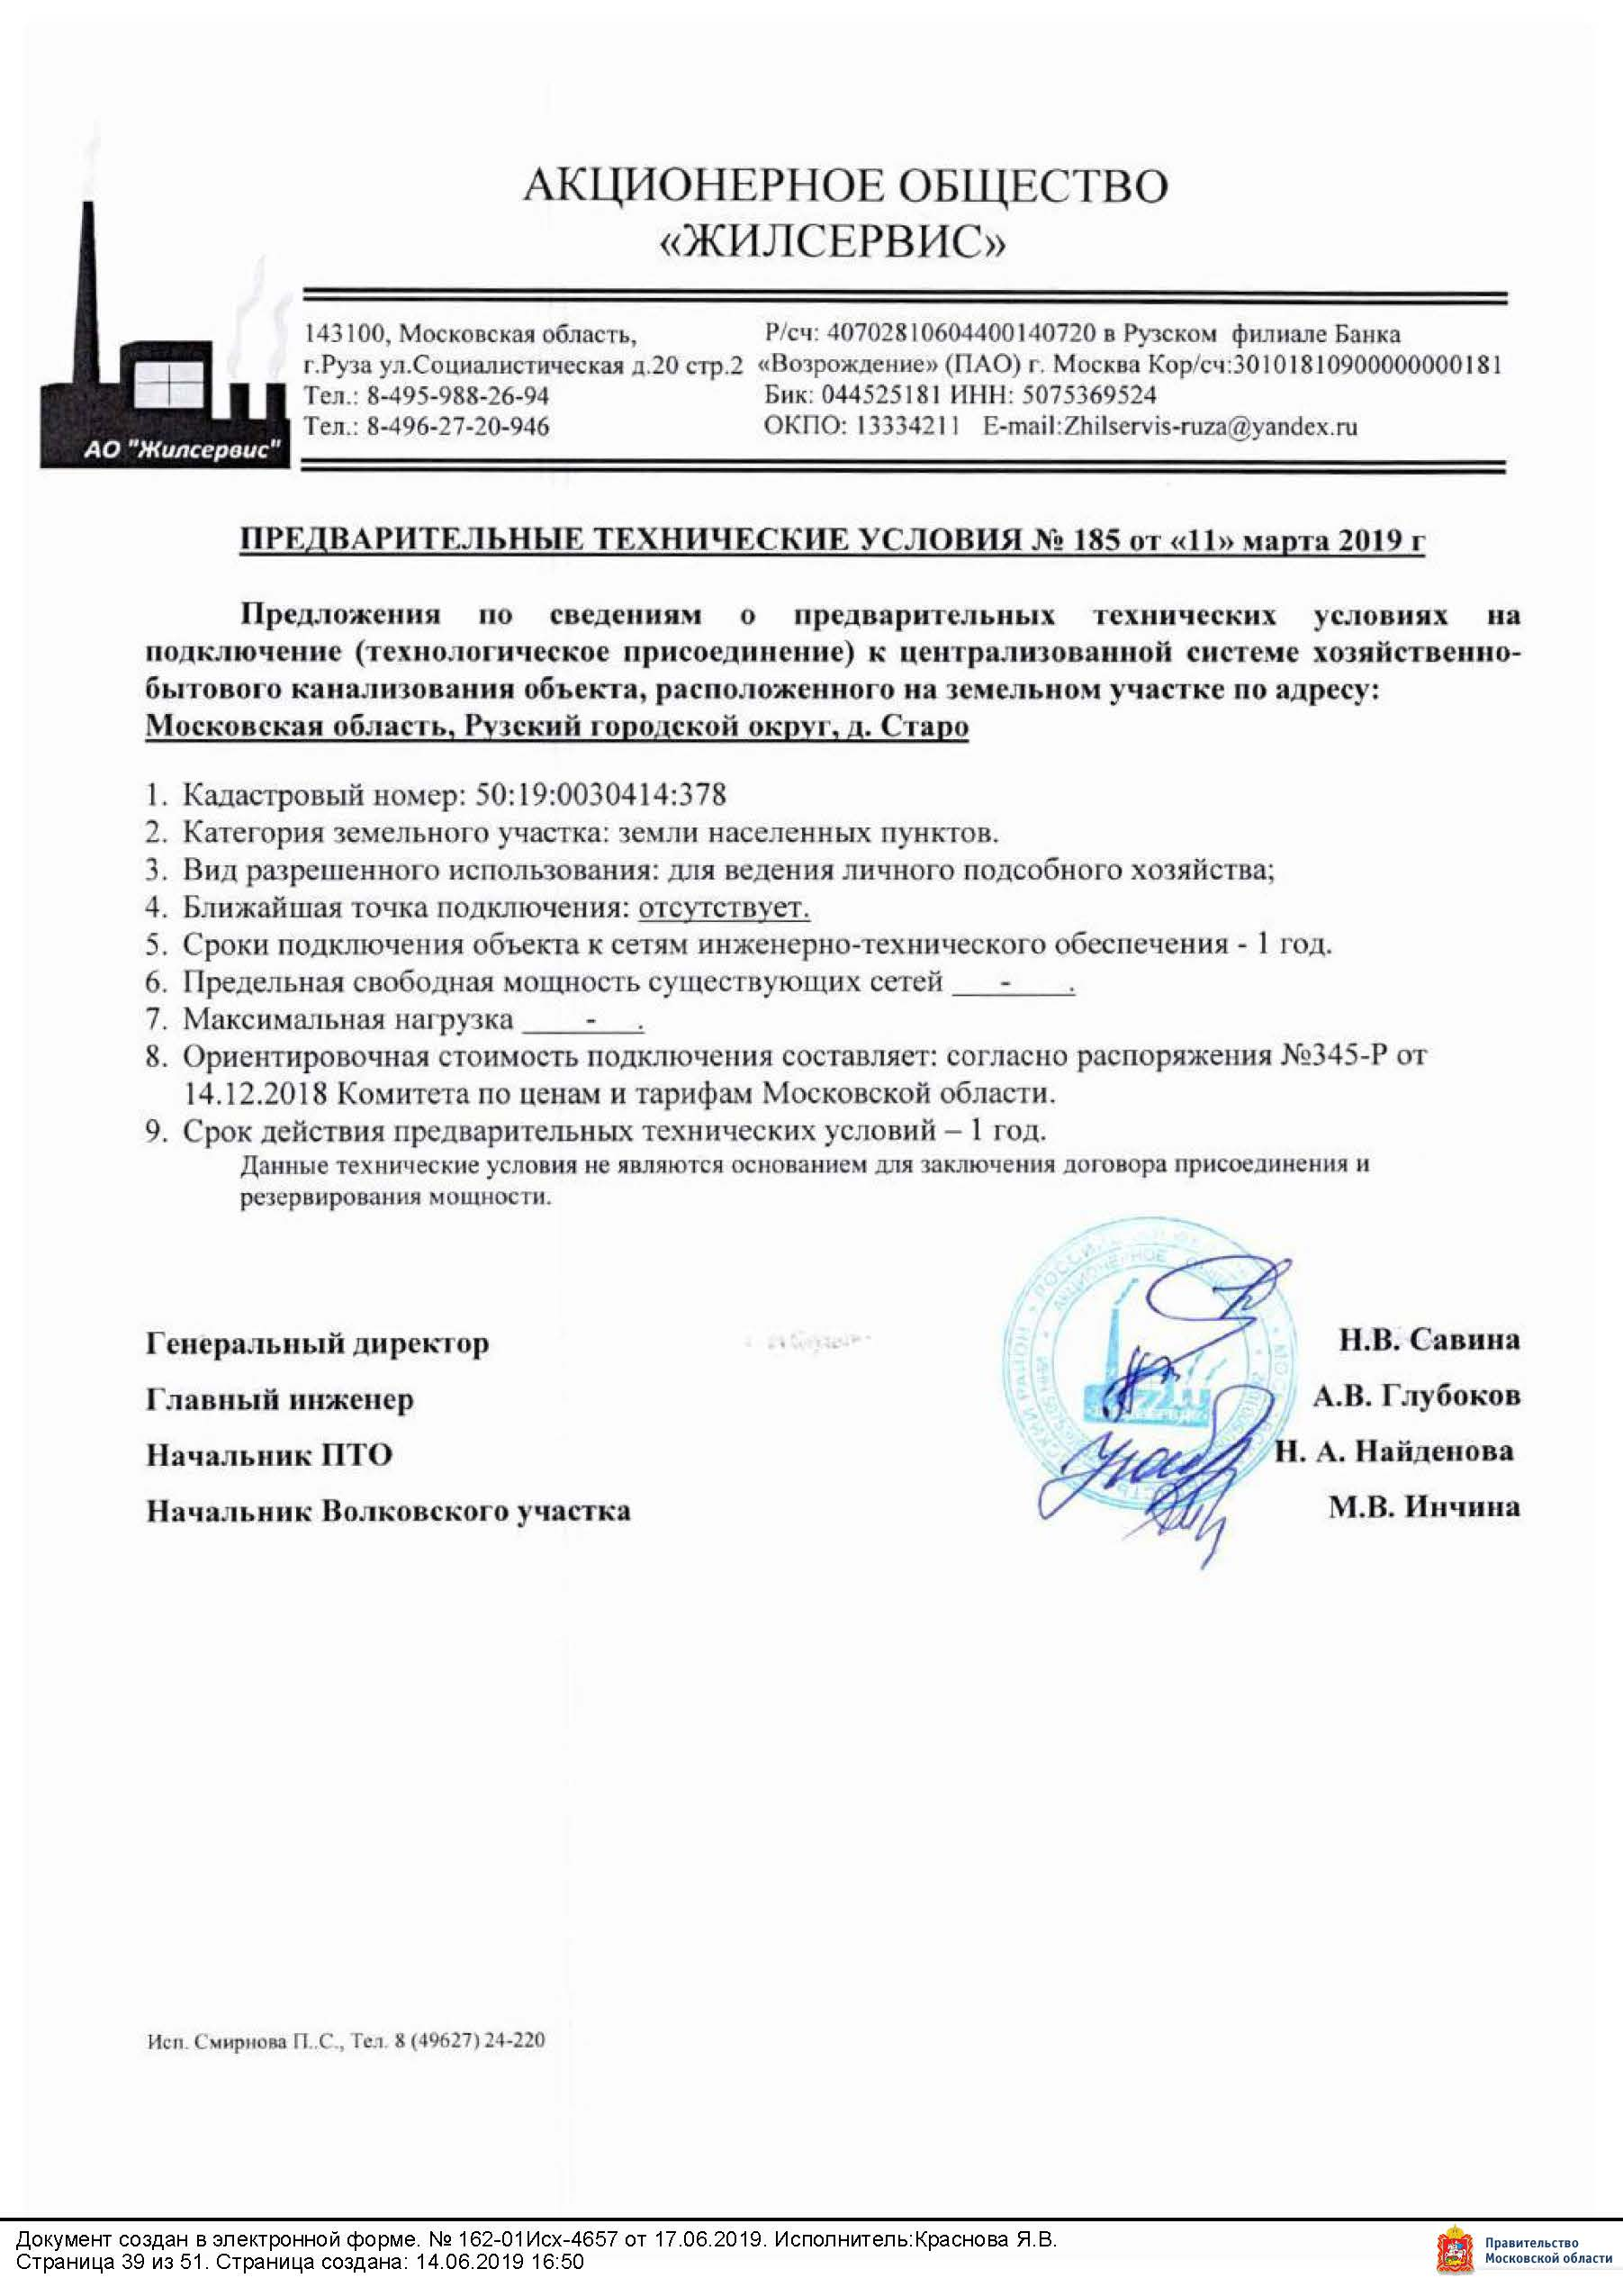 АКЦИОНЕРНОЕ ОБЩЕСТВО
«ЖИЛСЕРВИС»
143100, Московская область,
г.Руза ул.Социалистическая д.20 стр.2
Тел.: 8-495-988-26-94
Тел.: 8-496-27-20-946
Р/сч: 40702810604400140720 в Рузском филиале Банка
«Возрождение» (ПАО) г. Москва Кор/сч:30101810900000000181
Бик: 044525181 ИНН: 5075369524
ОКПО: 13334211 E-mail:Zhilservis-ruza@yandex.ru
АО "Жилсервис"
ПРЕДВАРИТЕЛЬНЫЕ ТЕХНИЧЕСКИЕ УСЛОВИЯ № 185 от «11» марта 2019 г
Предложения по сведениям о предварительных технических условиях на
подключение (технологическое присоединение) к централизованной системе хозяйственно-
бытового канализования объекта, расположенного на земельном участке по адресу:
Московская область, Рузский городской округ, д. Старо
1. Кадастровый номер: 50:19:0030414:378
2. Категория земельного участка: земли населенных пунктов.
3. Вид разрешенного использования: для ведения личного подсобного хозяйства;
4. Ближайшая точка подключения: отсутствует.
5. Сроки подключения объекта к сетям инженерно-технического обеспечения - 1 год.
6. Предельная свободная мощность существующих сетей ___-____.
7. Максимальная нагрузка ____-___.
8. Ориентировочная стоимость подключения составляет: согласно распоряжения №345-Р от
14.12.2018 Комитета по ценам и тарифам Московской области.
9. Срок действия предварительных технических условий – 1 год.
Данные технические условия не являются основанием для заключения договора присоединения и
резервирования мощности.
Генеральный директор Н.В. Савина
Главный инженер А.В. Глубоков
Начальник ПТО Н. А. Найденова
Начальник Волковского участка М.В. Инчина
Исп. Смирнова П..С., Тел. 8 (49627) 24-220
Документ создан в электронной форме. № 162-01Исх-4657 от 17.06.2019. Исполнитель:Краснова Я.В.
Страница 39 из 51. Страница создана: 14.06.2019 16:50
Правительство
Московской области